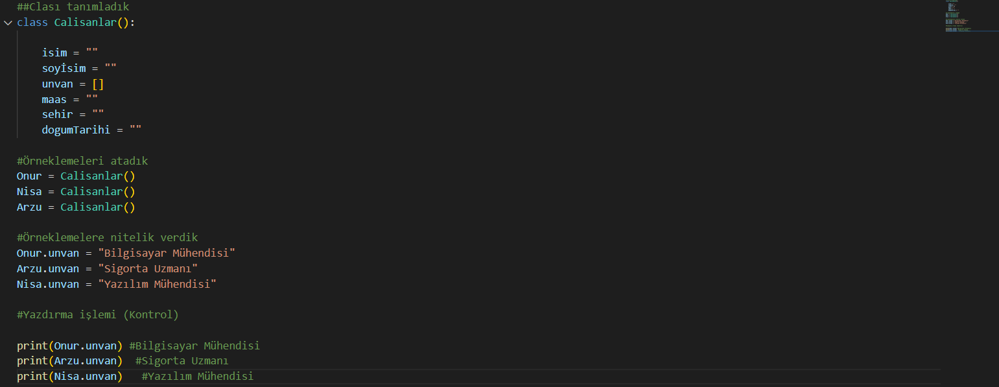 ##Clası tanımladık
class Calisanlar():
isim = ""
soyİsim = ""
unvan = []
maas = ""
sehir = ""
dogumTarihi = ""
#Örneklemeleri atadık
Onur = Calisanlar()
Nisa = Calisanlar()
Arzu = Calisanlar()
#Örneklemelere nitelik verdik
Onur.unvan = "Bilgisayar Mühendisi"
Arzu.unvan = "Sigorta Uzmanı"
Nisa.unvan = "Yazılım Mühendisi"
#Yazdırma işlemi (Kontrol)
print(Onur.unvan) #Bilgisayar Mühendisi
print(Arzu.unvan)  #Sigorta Uzmanı
print(Nisa.unvan)   #Yazılım Mühendisi